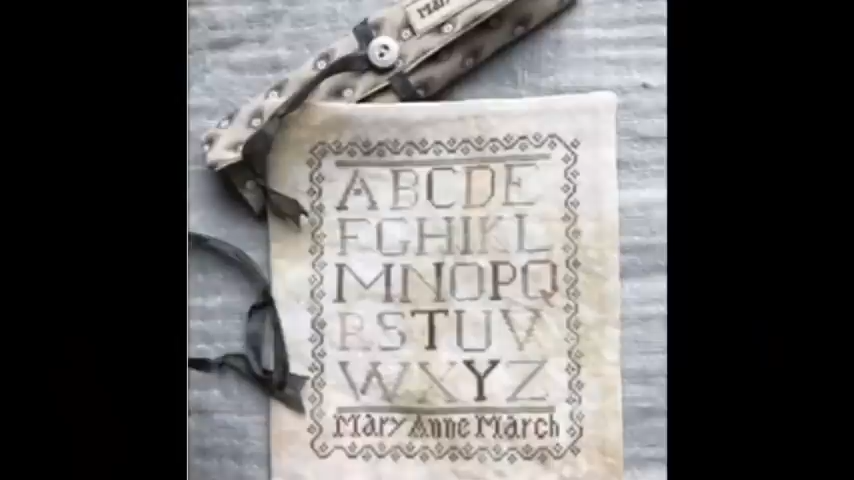 ABCDE
FGHIKL
MNOPQ
RSTUV
WXYZ
Mary Anne March